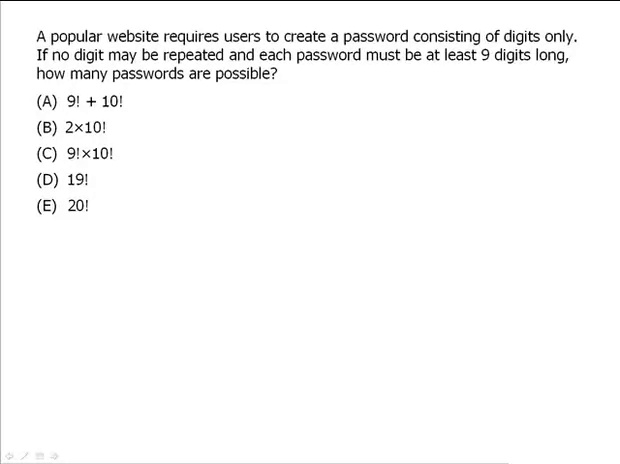 A popular website requires users to create a password consisting of digits only.
If no digit may be repeated and each password must be at least 9 digits long,
how many passwords are possible?
(A) 9! + 10!
(B) 2×10!
(C) 9!×10!
(D) 19!
(E) 20!